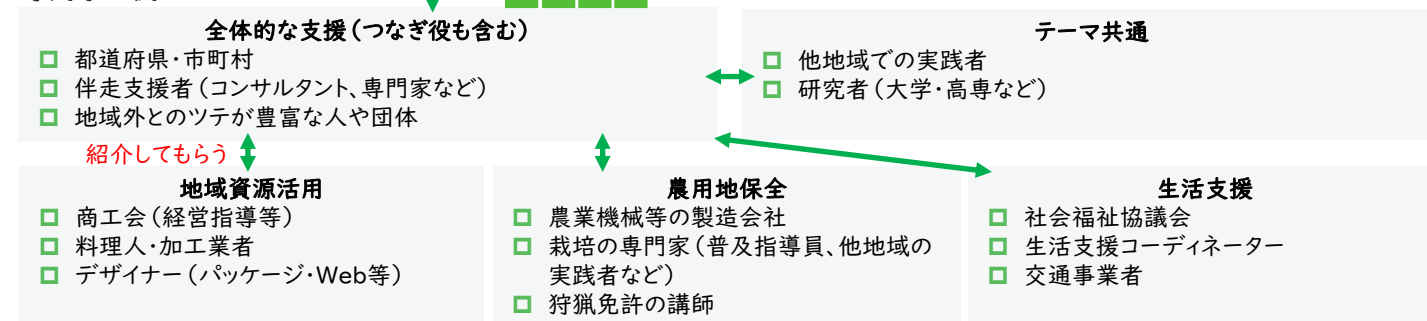 全体的な支援（つなぎ役も含む）
□ 都道府県・市町村
□ 伴走支援者（コンサルタント、専門家など）
□ 地域外とのツテが豊富な人や団体
テーマ共通
□ 他地域での実践者
□ 研究者（大学・高専など）
紹介してもらう
地域資源活用
□ 商工会（経営指導等）
□ 料理人・加工業者
□ デザイナー（パッケージ・Web等）
農用地保全
□ 農業機械等の製造会社
□ 栽培の専門家（普及指導員、他地域の
実践者など）
□ 狩猟免許の講師
生活支援
□ 社会福祉協議会
□ 生活支援コーディネーター
□ 交通事業者